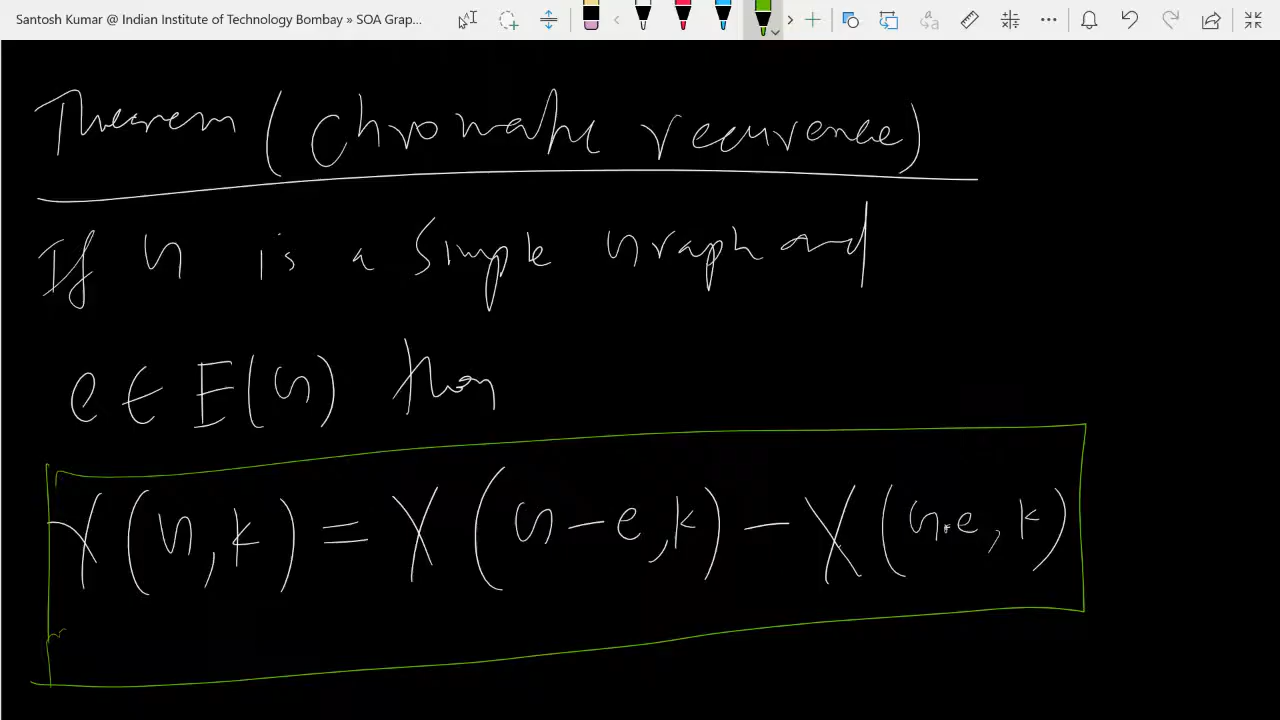 Santosh Kumar @ Indian Institute of Technology Bombay » SOA Grap...
Theorem (Chromatic recurrence)
If G is a Simple Graph and
e ∈ E(G) then
χ(G, k) = χ(G - e, k) - χ(G.e, k)